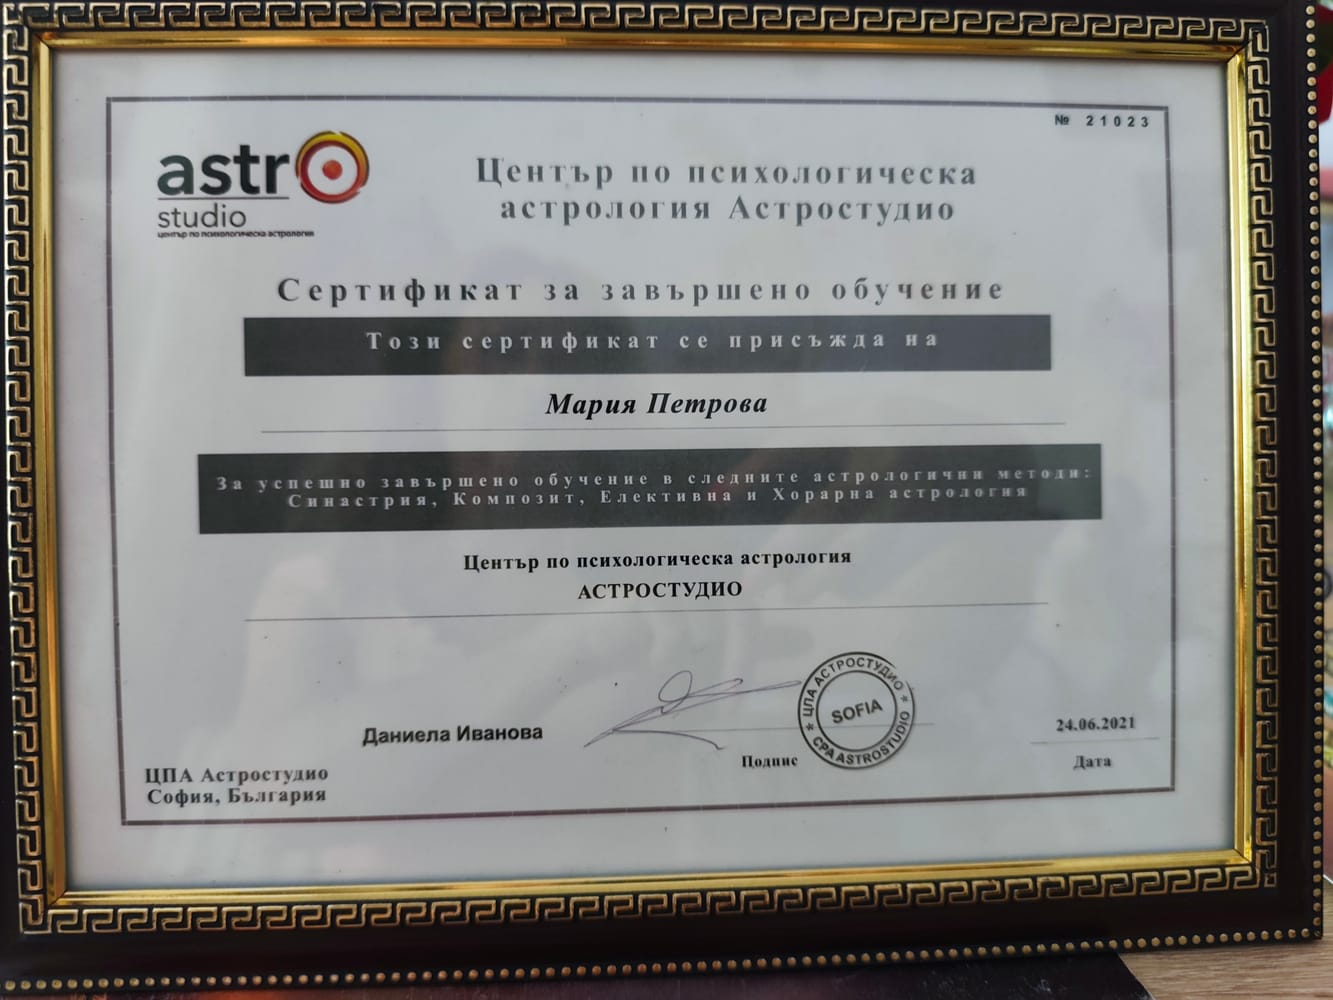 № 21023
astro
studio
център по психологическа астрология
Център по психологическа
астрология Астростудио
Сертификат за завършено обучение
Този сертификат се присъжда на
Мария Петрова
За успешно завършено обучение в следните астрологични методи:
Синастрия, Композит, Елективна и Хорарна астрология
Център по психологическа астрология
АСТРОСТУДИО
Даниела Иванова
Подпис
* ЦПА АСТРОСТУДИО *
SOFIA
CPA ASTROSTUDIO
24.06.2021
Дата
ЦПА Астростудио
София, България